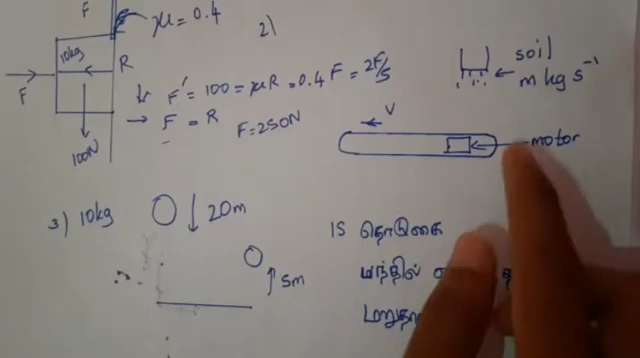 F
μ = 0.4
2)
10kg
R
F
100N
↓ F' = 100 = μR = 0.4 F = 2F/5
→ F = R F = 250N
soil
m kg s⁻¹
V
motor
3) 10kg
20m
5m
IS தொடுகை